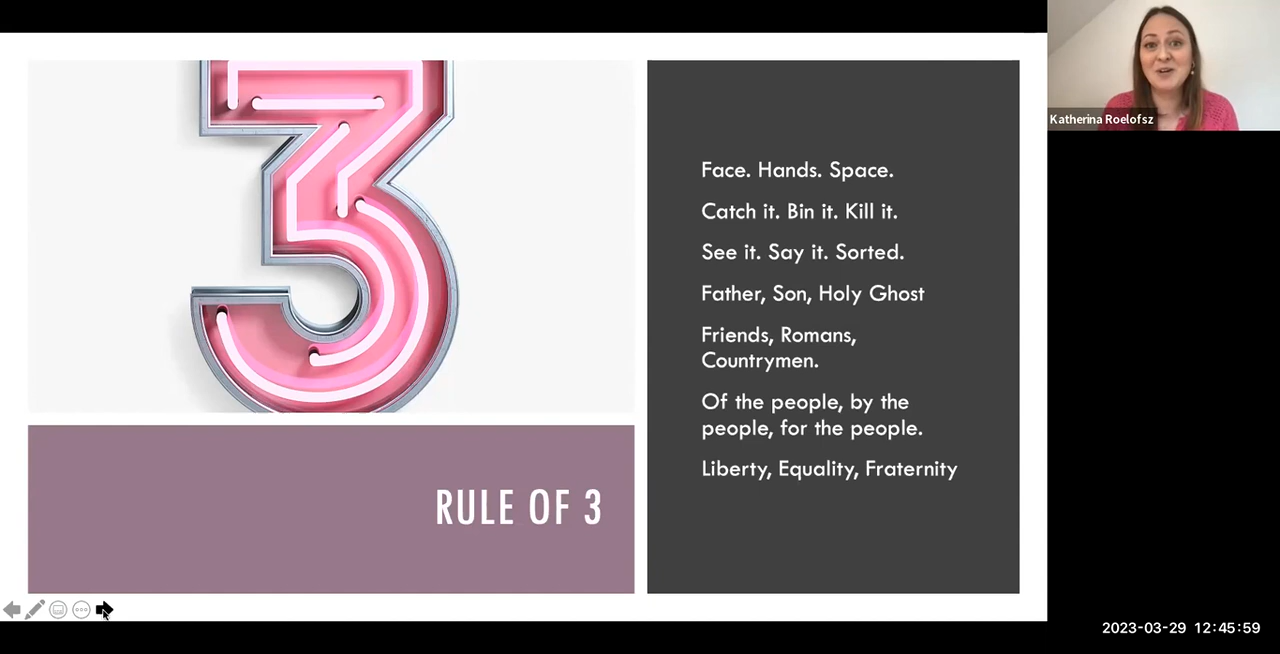 Katherina Roelofsz
3
Face. Hands. Space.
Catch it. Bin it. Kill it.
See it. Say it. Sorted.
Father, Son, Holy Ghost
Friends, Romans,
Countrymen.
Of the people, by the
people, for the people.
Liberty, Equality, Fraternity
RULE OF 3
2023-03-29 12:45:59